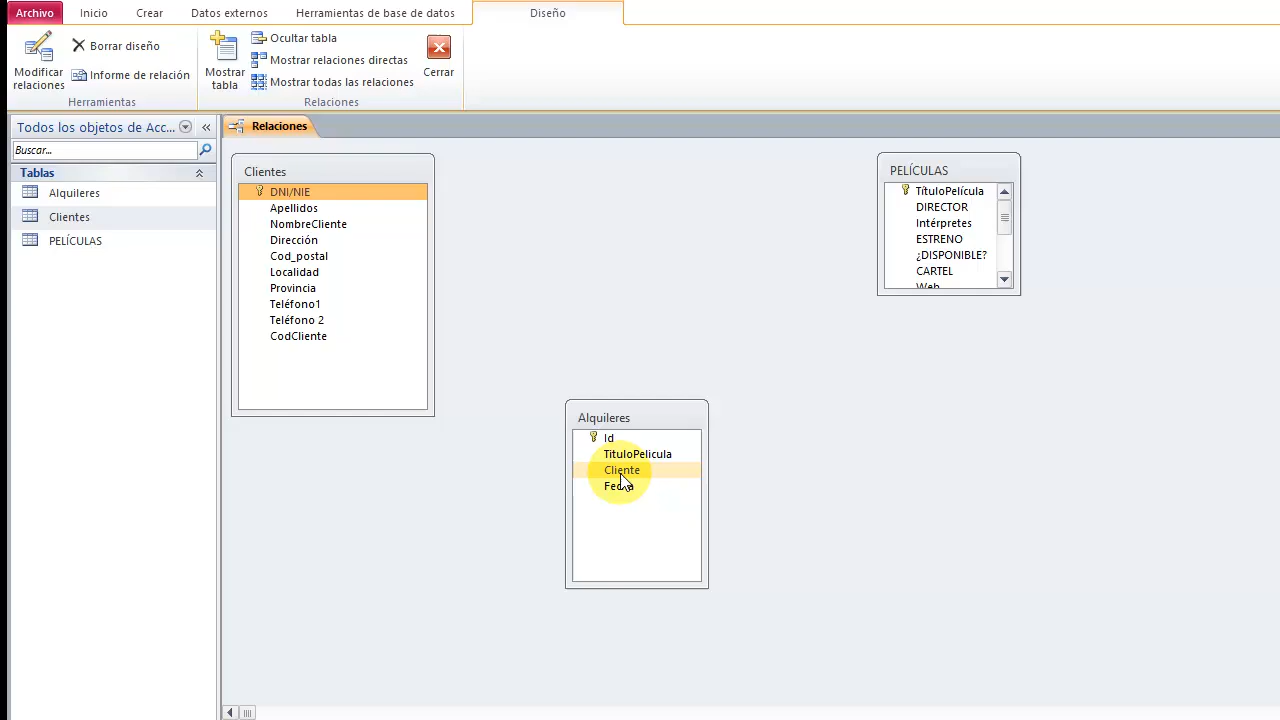 Archivo Inicio Crear Datos externos Herramientas de base de datos Diseño
Modificar relaciones
Borrar diseño
Informe de relación
Herramientas
Mostrar tabla
Ocultar tabla
Mostrar relaciones directas
Mostrar todas las relaciones
Relaciones
Cerrar
Todos los objetos de Acc...
Buscar...
Tablas
Alquileres
Clientes
PELÍCULAS
Relaciones
Clientes
DNI/NIE
Apellidos
NombreCliente
Dirección
Cod_postal
Localidad
Provincia
Teléfono1
Teléfono 2
CodCliente
Alquileres
Id
TituloPelicula
Cliente
Fecha
PELÍCULAS
TítuloPelícula
DIRECTOR
Intérpretes
ESTRENO
¿DISPONIBLE?
CARTEL
Web